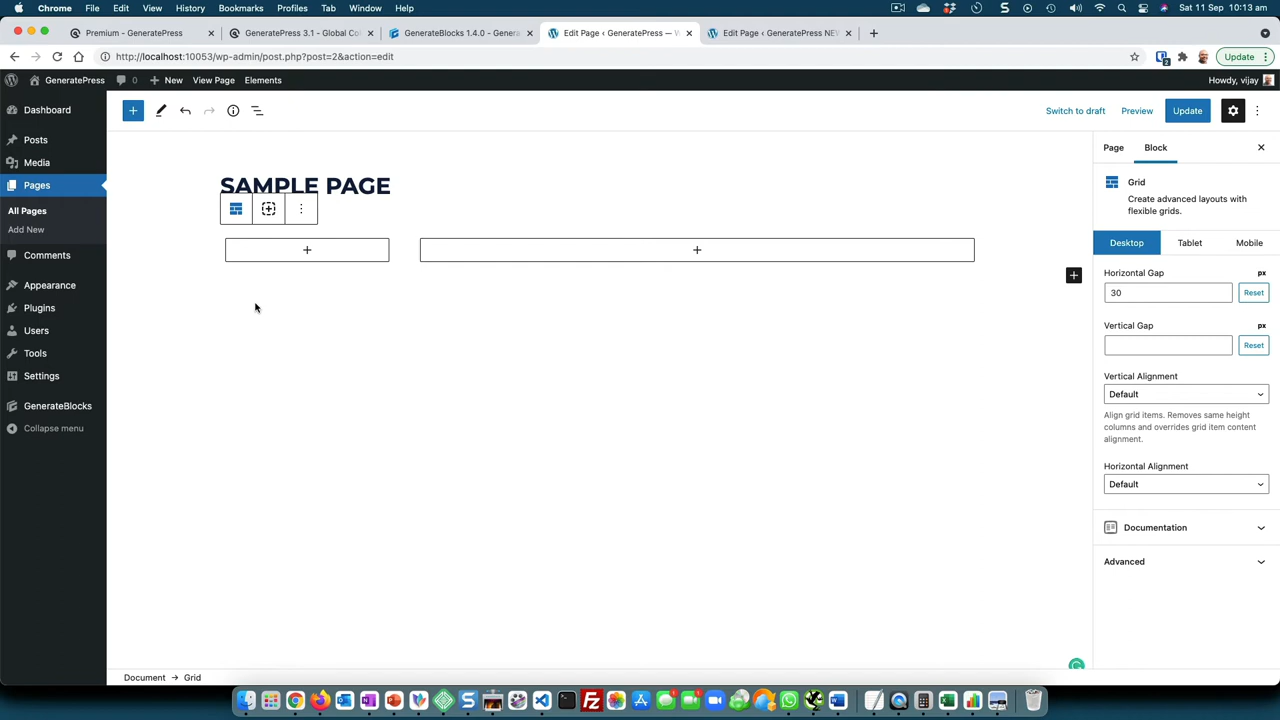 Chrome File Edit View History Bookmarks Profiles Tab Window Help
Sat 11 Sep 10:13 am
Premium - GeneratePress
GeneratePress 3.1 - Global Co
GenerateBlocks 1.4.0 - Genera
Edit Page ‹ GeneratePress — W
Edit Page ‹ GeneratePress NEW
http://localhost:10053/wp-admin/post.php?post=2&action=edit
2
Update
GeneratePress 0 New View Page Elements
Howdy, vijay
Dashboard
Posts
Media
Pages
All Pages
Add New
Comments
Appearance
Plugins
Users
Tools
Settings
GenerateBlocks
Collapse menu
Switch to draft Preview Update
SAMPLE PAGE
Page Block
Grid
Create advanced layouts with
flexible grids.
Desktop Tablet Mobile
Horizontal Gap px
30 Reset
Vertical Gap px
Reset
Vertical Alignment
Default
Align grid items. Removes same height
columns and overrides grid item content
alignment.
Horizontal Alignment
Default
Documentation
Advanced
Document → Grid